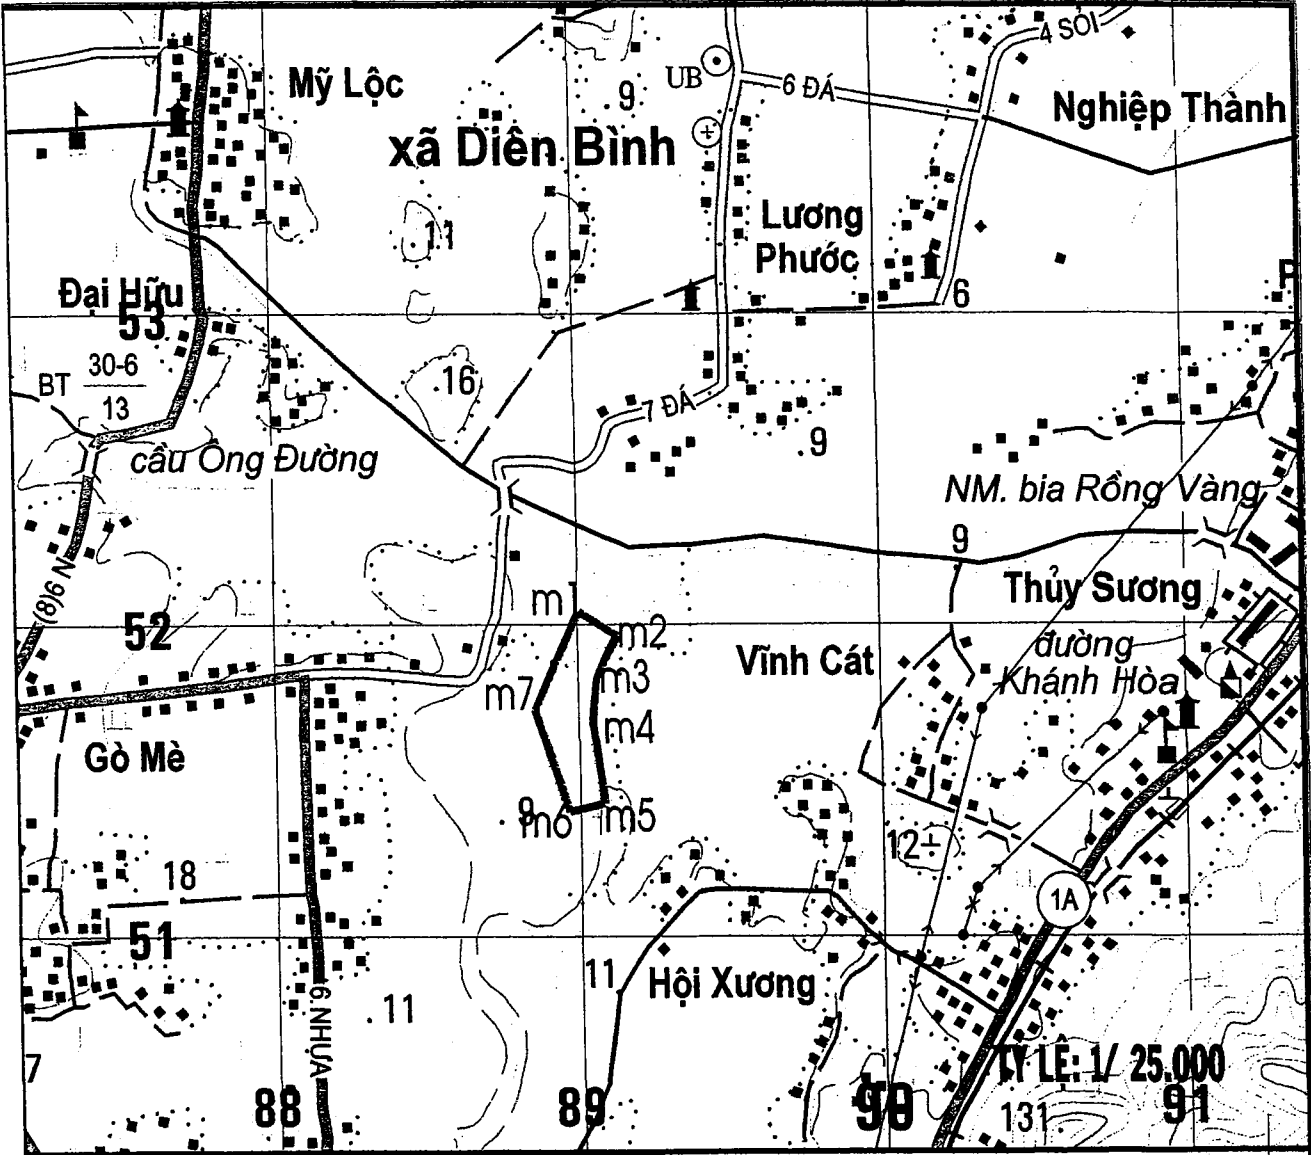 4 SỎI
Mỹ Lộc
.9
UB
6 ĐÁ
Nghiệp Thành
xã Diên Bình
.11
Lương
Phước
Đại Hữu
53
6
P
BT
30-6
13
.16
7 ĐÁ
.9
cầu Ông Đường
NM. bia Rồng Vàng
9
(8)6 N
52
m1
m2
m3
m4
m5
m6
m7
Thủy Sương
đường
Khánh Hòa
Vĩnh Cát
Gò Mè
.9
12
18
1A
51
11
Hội Xương
.11
6 NHỰA
7
TỶ LỆ: 1/ 25.000
88
89
90
91
131.